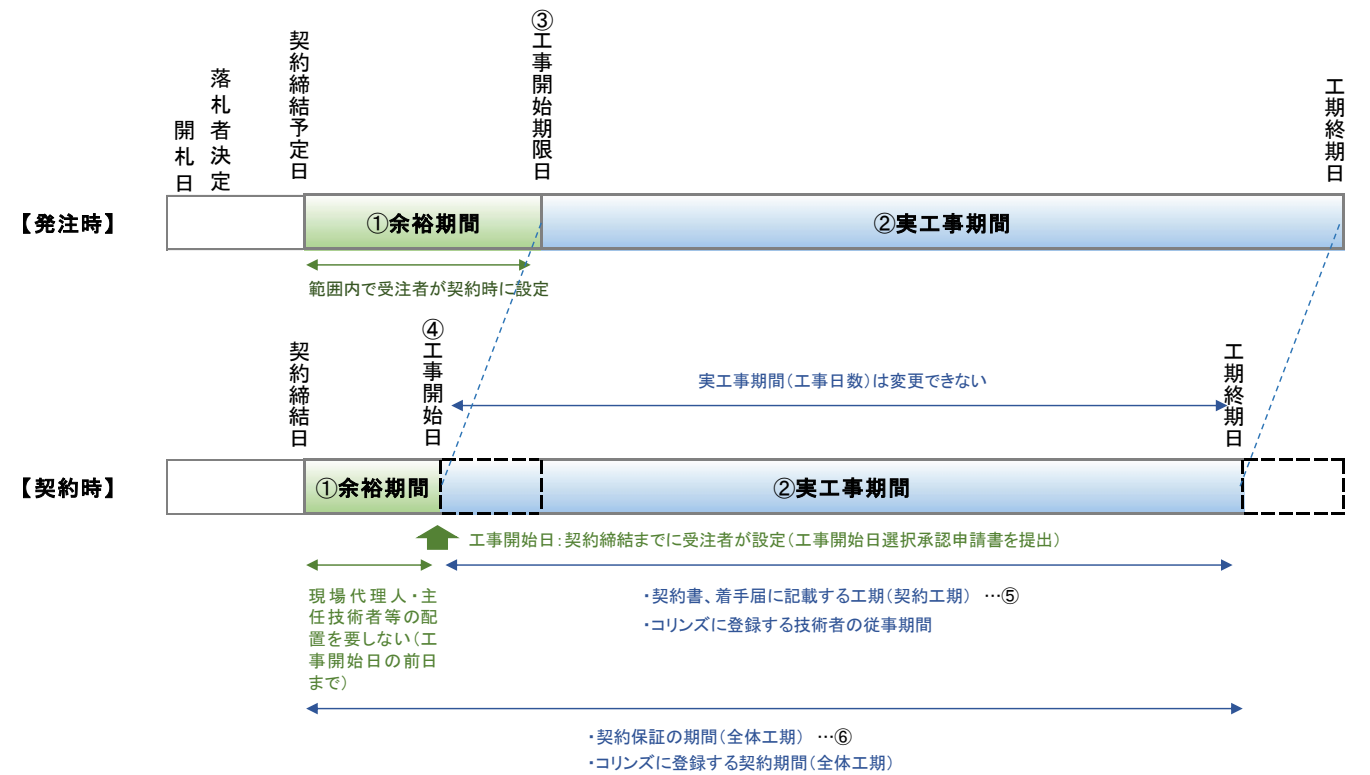 開札日
落札者決定
契約締結予定日
③工事開始期限日
工期終期日
【発注時】
①余裕期間
②実工事期間
範囲内で受注者が契約時に設定
契約締結日
④工事開始日
実工事期間(工事日数)は変更できない
工期終期日
【契約時】
①余裕期間
②実工事期間
工事開始日:契約締結までに受注者が設定(工事開始日選択承認申請書を提出)
現場代理人・主
任技術者等の配
置を要しない(工
事開始日の前日
まで)
・契約書、着手届に記載する工期(契約工期) …⑤
・コリンズに登録する技術者の従事期間
・契約保証の期間(全体工期) …⑥
・コリンズに登録する契約期間(全体工期)